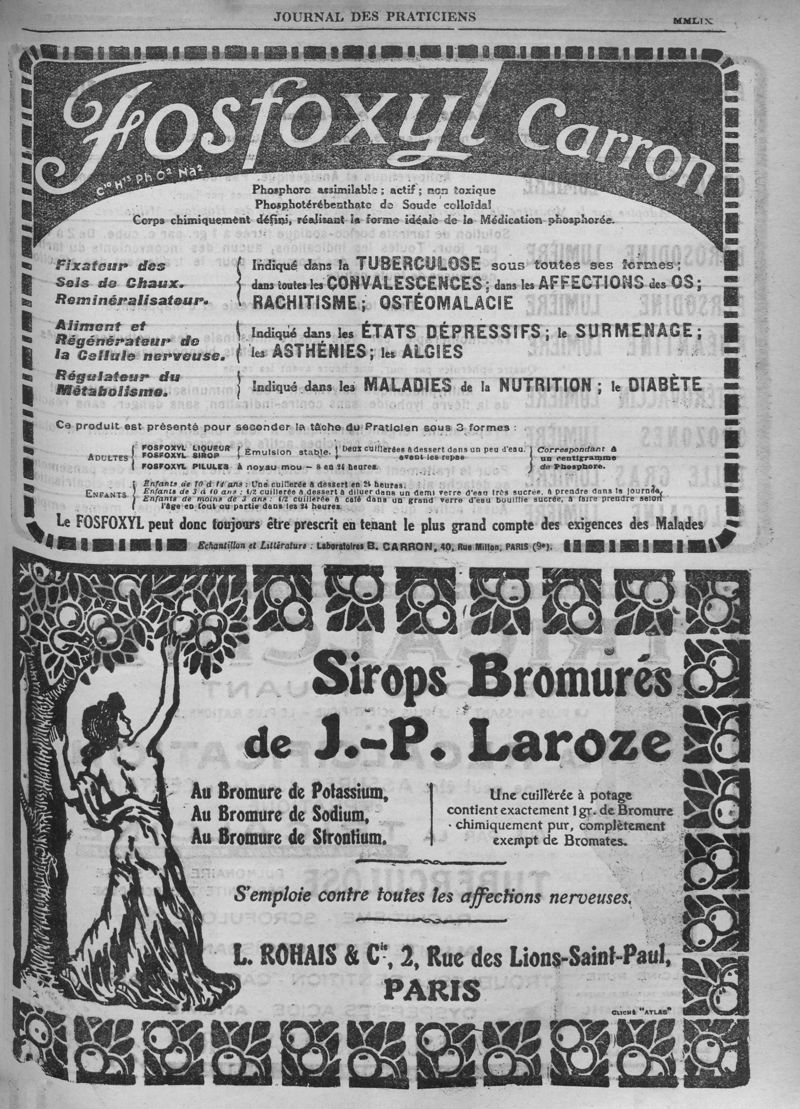 JOURNAL DES PRATICIENS
MMLIX
Fosfoxyl Carron
C¹⁰ H¹⁵ Ph O² Na²
Phosphore assimilable ; actif ; non toxique
Phosphotérébenthate de Soude colloïdal
Corps chimiquement défini, réalisant la forme idéale de la Médication phosphorée.
Fixateur des
Sels de Chaux.
Reminéralisateur.
Indiqué dans la TUBERCULOSE sous toutes ses formes ;
dans toutes les CONVALESCENCES ; dans les AFFECTIONS des OS ;
RACHITISME ; OSTÉOMALACIE
Aliment et
Régénérateur de
la Cellule nerveuse.
Indiqué dans les ÉTATS DÉPRESSIFS ; le SURMENAGE ;
les ASTHÉNIES ; les ALGIES
Régulateur du
Métabolisme.
Indiqué dans les MALADIES de la NUTRITION ; le DIABÈTE
Ce produit est présenté pour seconder la tâche du Praticien sous 3 formes :
ADULTES
FOSFOXYL LIQUEUR
FOSFOXYL SIROP
Émulsion stable.
Deux cuillerées à dessert dans un peu d'eau.
avant les repas
FOSFOXYL PILULES à noyau mou — 8 en 24 heures.
Correspondant à
un centigramme
de Phosphore.
ENFANTS
Enfants de 10 à 14 ans : Une cuillerée à dessert en 24 heures.
Enfants de 3 à 10 ans : 1/2 cuillerée à dessert à diluer dans un demi verre d'eau très sucrée, à prendre dans la journée.
Enfants de moins de 3 ans : 1/2 cuillerée à café dans un grand verre d'eau bouillie sucrée, à faire prendre selon
l'âge en tout ou partie dans les 24 heures.
Le FOSFOXYL peut donc toujours être prescrit en tenant le plus grand compte des exigences des Malades
Echantillon et Littérature : Laboratoires B. CARRON, 40, Rue Milton, PARIS (9e).
Sirops Bromurés
de J.-P. Laroze
Au Bromure de Potassium,
Au Bromure de Sodium,
Au Bromure de Strontium.
Une cuillérée à potage
contient exactement 1 gr. de Bromure
chimiquement pur, complètement
exempt de Bromates.
S'emploie contre toutes les affections nerveuses.
L. ROHAIS & Cie, 2, Rue des Lions-Saint-Paul,
PARIS
CLICHÉ "ATLAS"